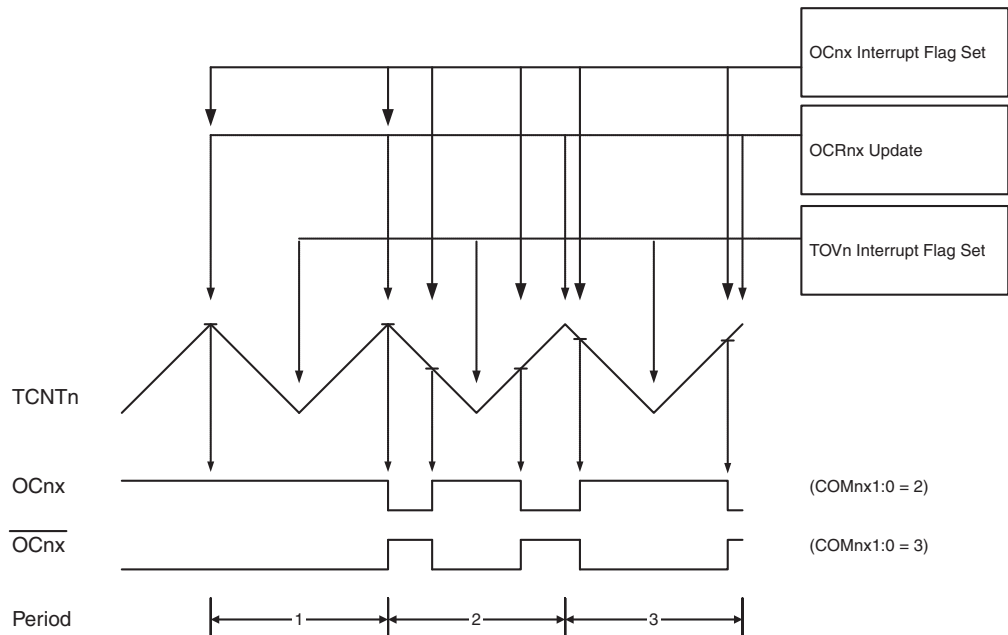 OCnx Interrupt Flag Set
OCRnx Update
TOVn Interrupt Flag Set
TCNTn
OCnx
(COMnx1:0 = 2)
OCnx
(COMnx1:0 = 3)
Period
1
2
3